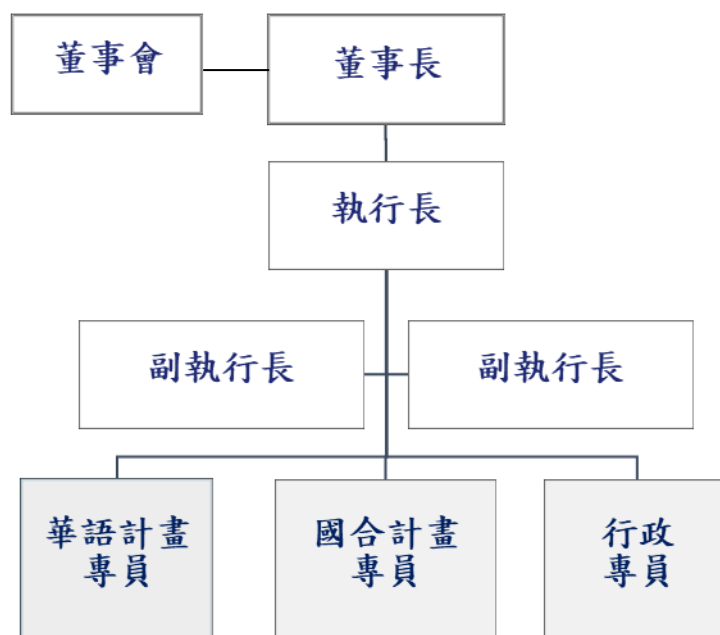 董事會
董事長
執行長
副執行長
副執行長
華語計畫
專員
國合計畫
專員
行政
專員